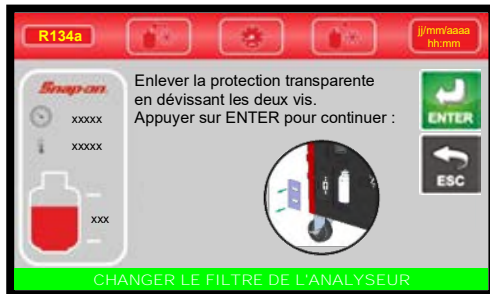 R134a
jj/mm/aaaa
hh:mm
Snap-on
xxxxx
xxxxx
xxx
Enlever la protection transparente
en dévissant les deux vis.
Appuyer sur ENTER pour continuer :
ENTER
ESC
CHANGER LE FILTRE DE L'ANALYSEUR